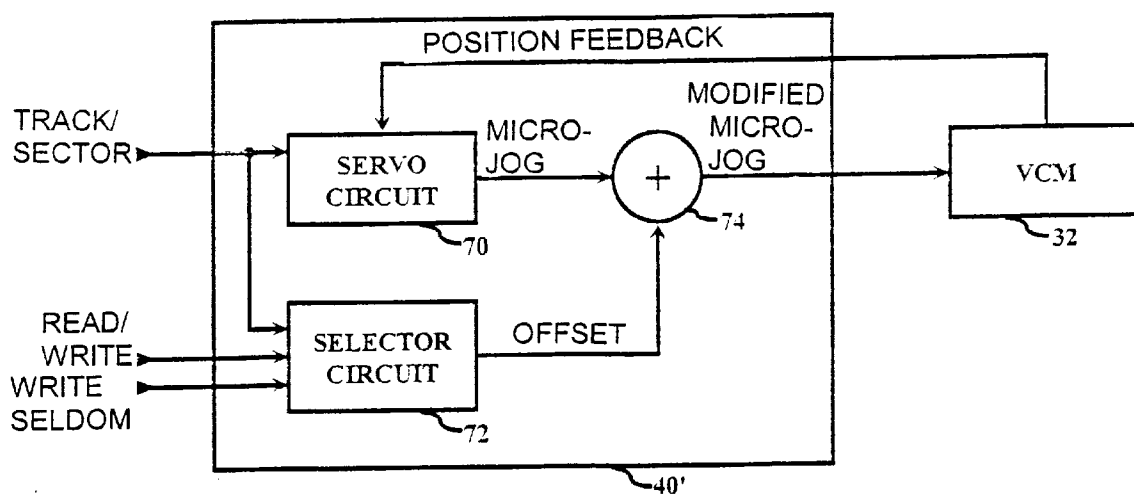 POSITION FEEDBACK
TRACK/
SECTOR
SERVO
CIRCUIT
70
MICRO-
JOG
+
74
MODIFIED
MICRO-
JOG
VCM
32
READ/
WRITE
WRITE
SELDOM
SELECTOR
CIRCUIT
72
OFFSET
40'